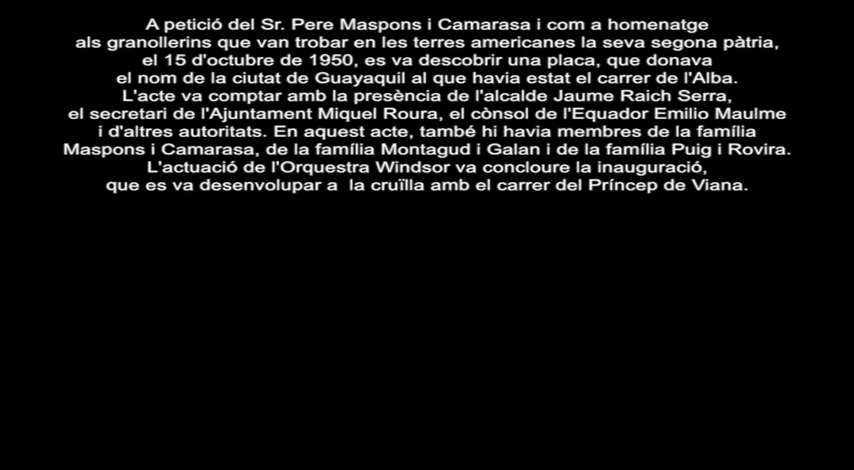 A petició del Sr. Pere Maspons i Camarasa i com a homenatge
als granollerins que van trobar en les terres americanes la seva segona pàtria,
el 15 d'octubre de 1950, es va descobrir una placa, que donava
el nom de la ciutat de Guayaquil al que havia estat el carrer de l'Alba.
L'acte va comptar amb la presència de l'alcalde Jaume Raich Serra,
el secretari de l'Ajuntament Miquel Roura, el cònsol de l'Equador Emilio Maulme
i d'altres autoritats. En aquest acte, també hi havia membres de la família
Maspons i Camarasa, de la família Montagud i Galan i de la família Puig i Rovira.
L'actuació de l'Orquestra Windsor va concloure la inauguració,
que es va desenvolupar a  la cruïlla amb el carrer del Príncep de Viana.